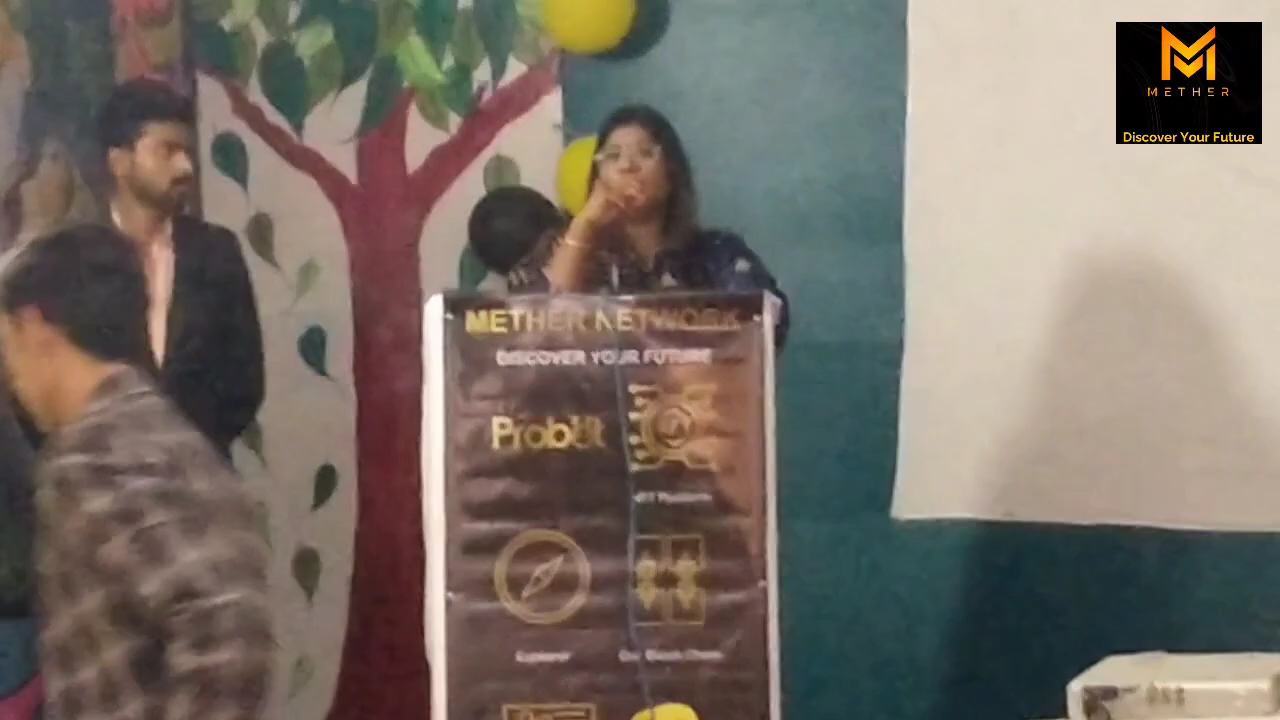 METHER
Discover Your Future
METHER NETWORK
DISCOVER YOUR FUTURE
Probit
NFT Platform
Explorer